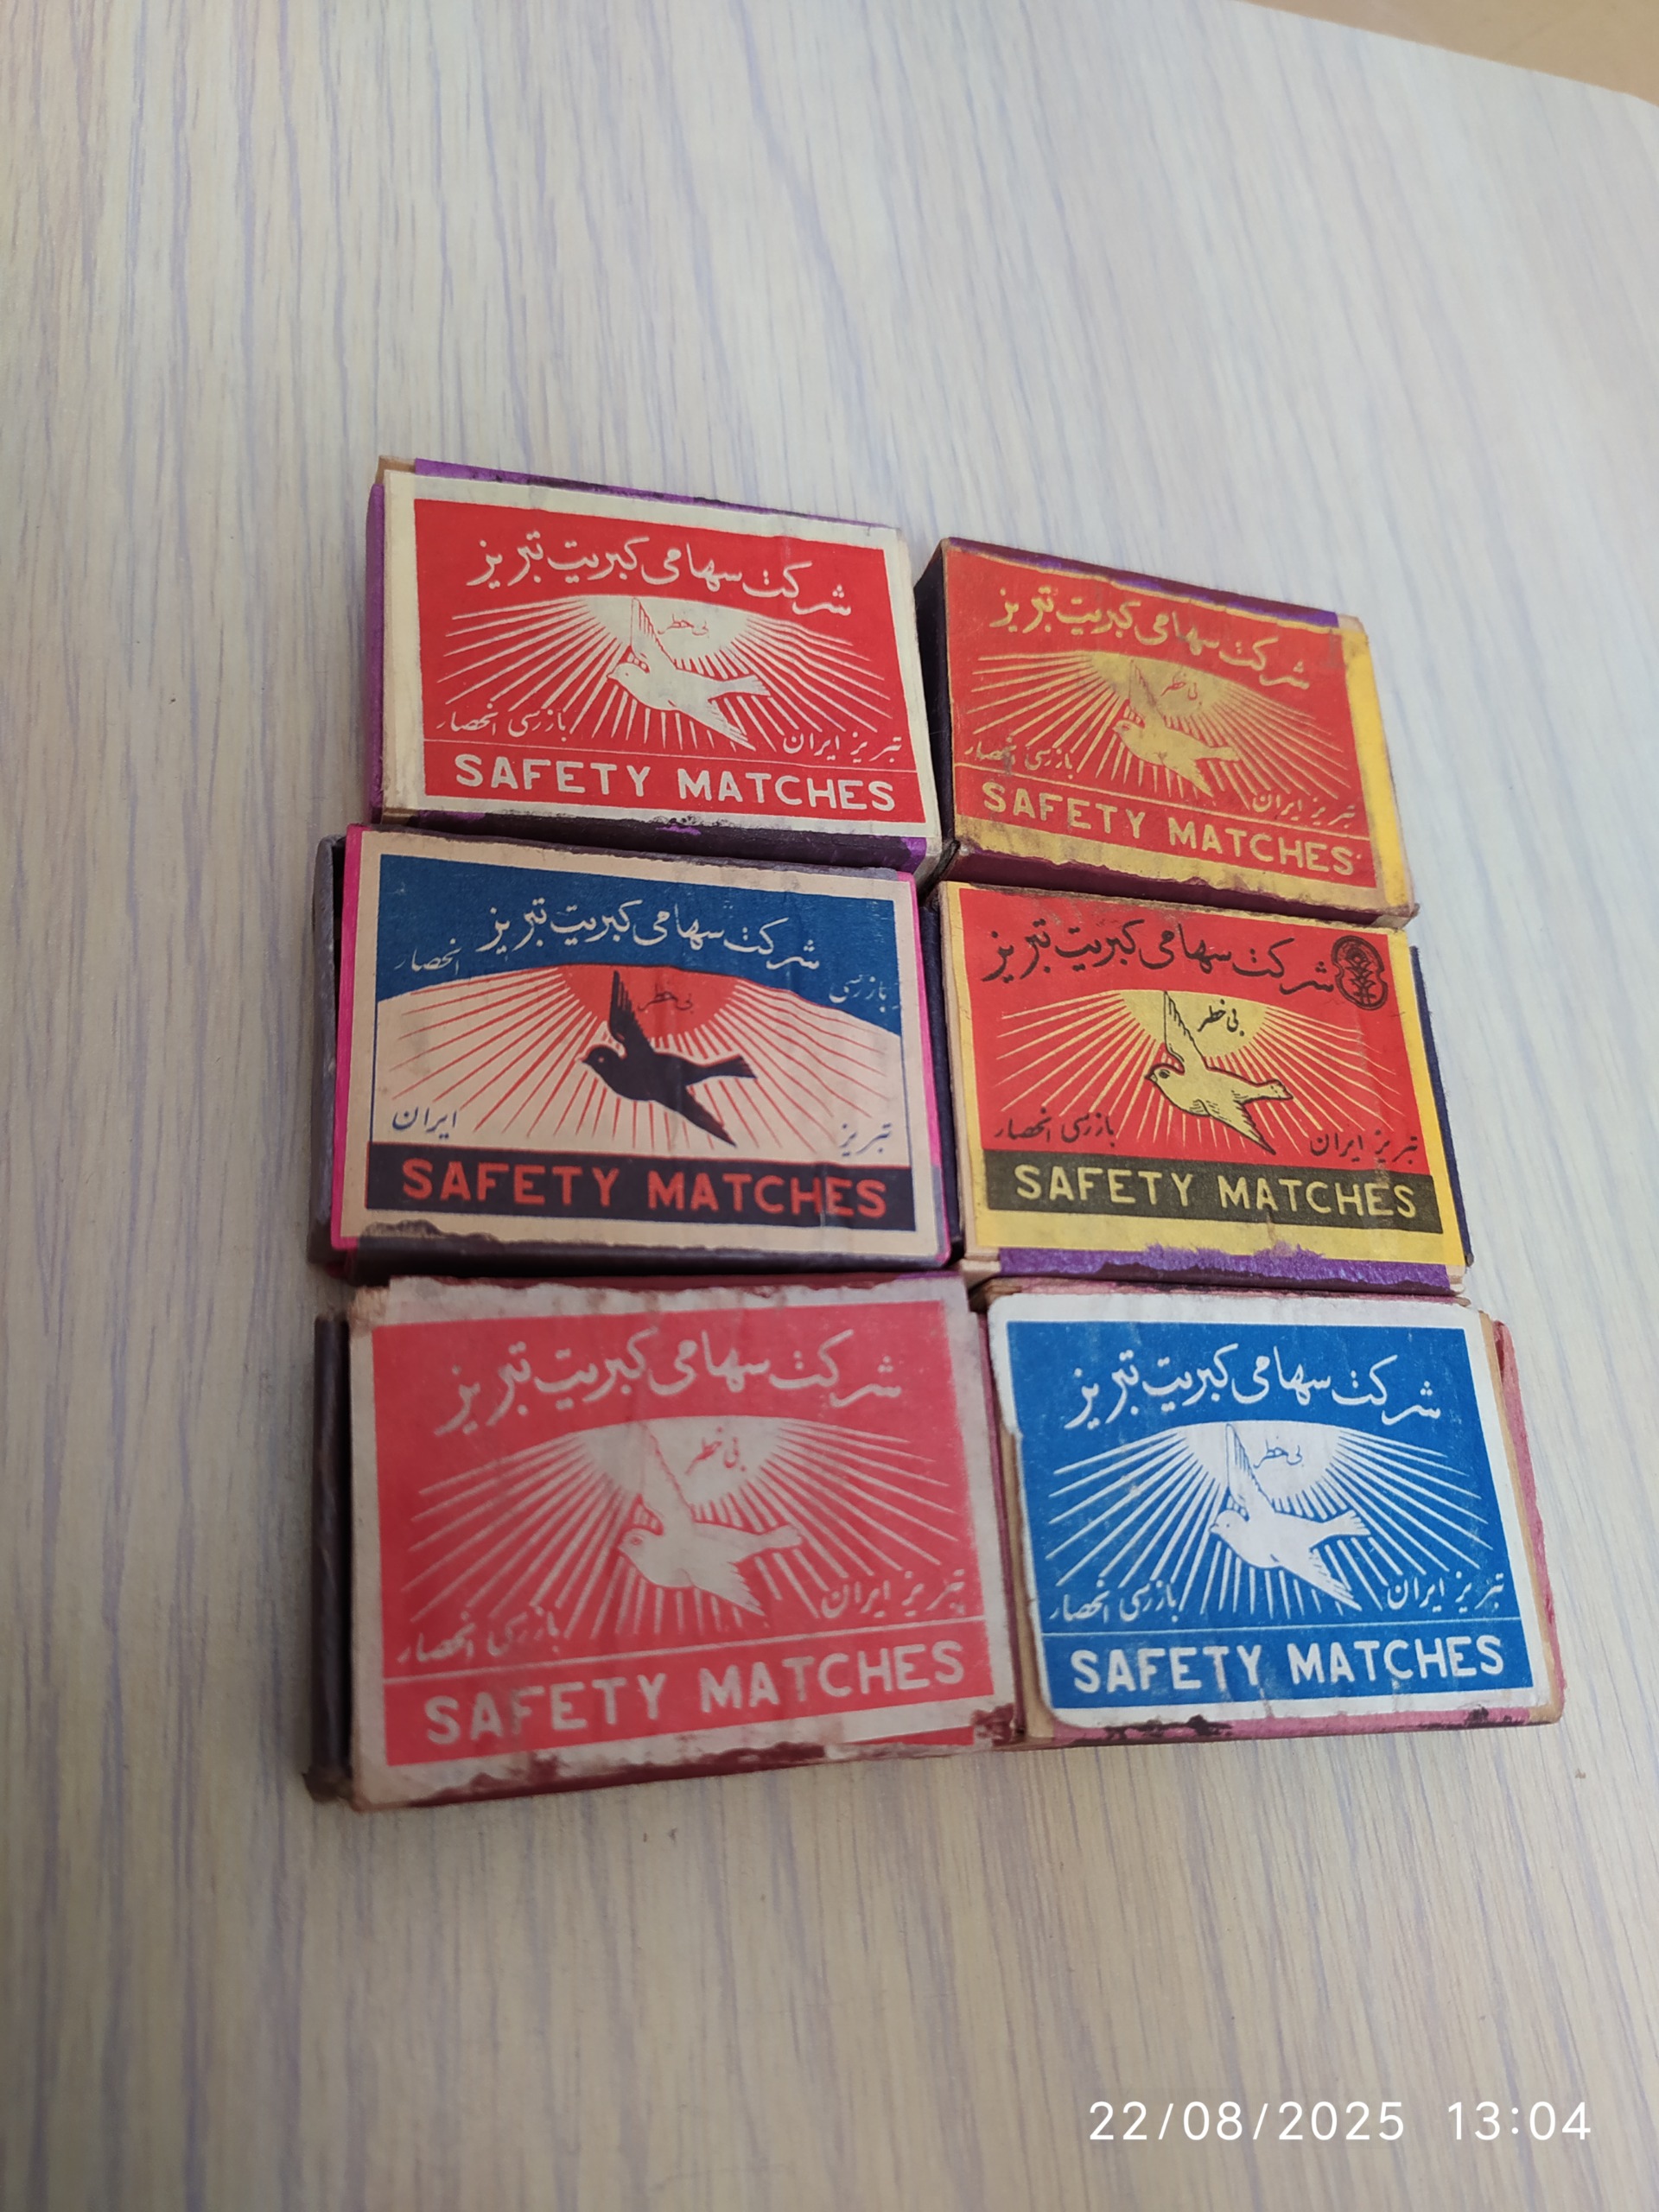 شرکت سهامی کبریت تبریز
بی خطر
بازرسی انحصار
تبریز ایران
SAFETY MATCHES
شرکت سهامی کبریت تبریز
بی خطر
بازرسی انحصار
تبریز ایران
SAFETY MATCHES
شرکت سهامی کبریت تبریز
بازرسی انحصار
بی خطر
تبریز ایران
SAFETY MATCHES
شرکت سهامی کبریت تبریز
بی خطر
بازرسی انحصار
تبریز ایران
SAFETY MATCHES
شرکت سهامی کبریت تبریز
بی خطر
تبریز ایران
بازرسی انحصار
SAFETY MATCHES
شرکت سهامی کبریت تبریز
بی خطر
تبریز ایران
بازرسی انحصار
SAFETY MATCHES
22/08/2025 13:04